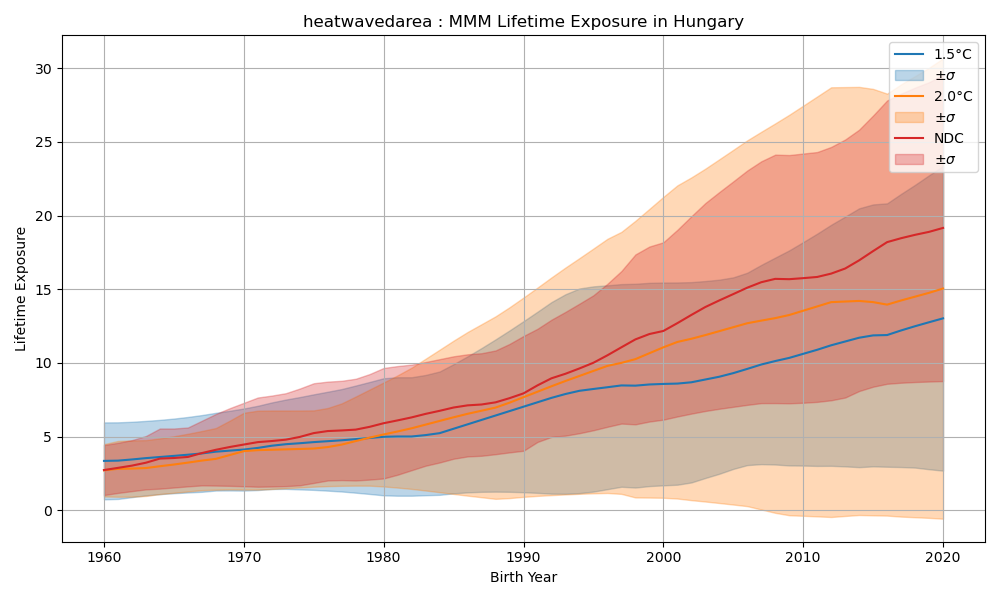 heatwavedarea : MMM Lifetime Exposure in Hungary
30
25
20
15
10
5
0
Lifetime Exposure
1960
1970
1980
1990
2000
2010
2020
Birth Year
1.5°C
±σ
2.0°C
±σ
NDC
±σ